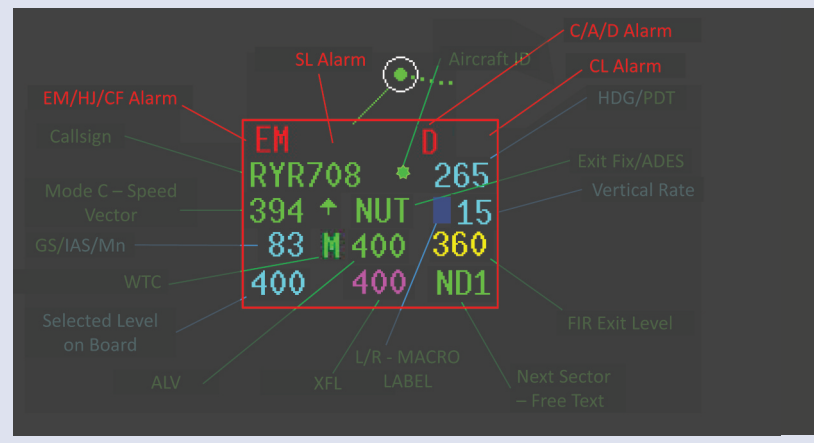 C/A/D Alarm
SL Alarm
Aircraft ID
CL Alarm
EM/HJ/CF Alarm
HDG/PDT
EM D
Callsign
RYR708 265
Exit Fix/ADES
Mode C – Speed
Vector
394 NUT 15
Vertical Rate
GS/IAS/Mn
83 M 400 360
WTC
400 400 ND1
Selected Level
on Board
FIR Exit Level
L/R - MACRO
LABEL
ALV
XFL
Next Sector
– Free Text